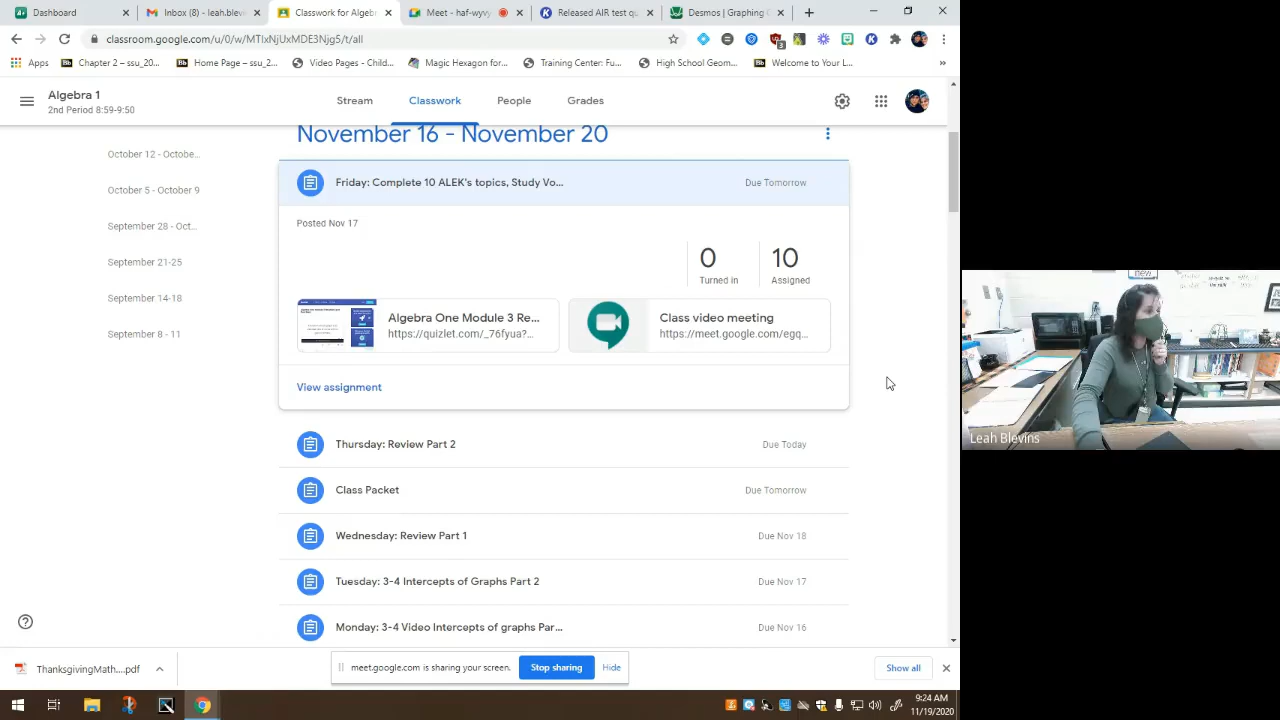 Dashboard
Inbox (8) - leah.blev
Classwork for Algebr
Meet - haf-wyvy
Released AIR test qu
Desmos | Graphing C
classroom.google.com/u/0/w/MTIxNjUxMDE3Njg5/t/all
3
Apps
Bb Chapter 2 – ssu_20...
Bb Home Page – ssu_2...
Video Pages - Child...
Magic Hexagon for...
Training Center: Fu...
High School Geom...
Bb Welcome to Your L...
Algebra 1
2nd Period 8:59-9:50
Stream
Classwork
People
Grades
November 16 - November 20
October 12 - Octobe...
October 5 - October 9
September 28 - Oct...
September 21-25
September 14-18
September 8 - 11
Friday: Complete 10 ALEK's topics, Study Vo...
Due Tomorrow
Posted Nov 17
0
Turned in
10
Assigned
Algebra One Module 3 Re...
https://quizlet.com/_76fyua?...
Class video meeting
https://meet.google.com/egq...
View assignment
Thursday: Review Part 2
Due Today
Class Packet
Due Tomorrow
Wednesday: Review Part 1
Due Nov 18
Tuesday: 3-4 Intercepts of Graphs Part 2
Due Nov 17
Monday: 3-4 Video Intercepts of graphs Par...
Due Nov 16
ThanksgivingMath....pdf
meet.google.com is sharing your screen.
Stop sharing
Hide
Show all
9:24 AM
11/19/2020
new
Leah Blevins